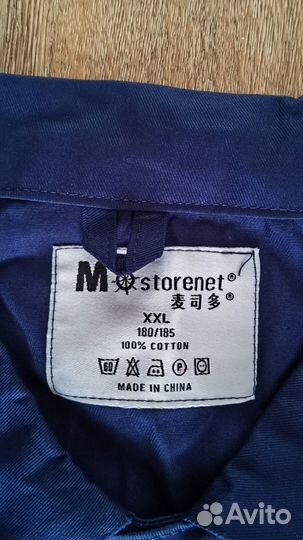 M storenet®
麦司多®
XXL
180/185
100% COTTON
60 P
MADE IN CHINA
Avito